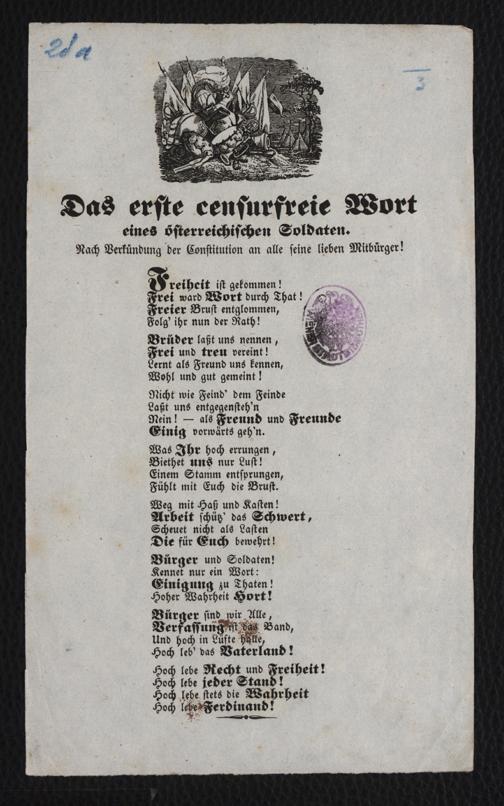 2da
3
Das erste censurfreie Wort
eines österreichischen Soldaten.
Nach Verkündung der Constitution an alle seine lieben Mitbürger!
Freiheit ist gekommen!
Frei ward Wort durch That!
Freier Brust entglommen,
Folg' ihr nun der Rath!
Brüder laßt uns nennen,
Frei und treu vereint!
Lernt als Freund uns kennen,
Wohl und gut gemeint!
Nicht wie Feind' dem Feinde
Laßt uns entgegensteh'n
Nein! — als Freund und Freunde
Einig vorwärts geh'n.
Was Ihr hoch errungen,
Biethet uns nur Lust!
Einem Stamm entsprungen,
Fühlt mit Euch die Brust.
Weg mit Haß und Kasten!
Arbeit schütz' das Schwert,
Scheuet nicht als Lasten
Die für Euch bewehrt!
Bürger und Soldaten!
Kennet nur ein Wort:
Einigung zu Thaten!
Hoher Wahrheit Hort!
Bürger sind wir Alle,
Verfassung ist das Band,
Und hoch in Lüfte halle,
Hoch leb' das Vaterland!
Hoch lebe Recht und Freiheit!
Hoch lebe jeder Stand!
Hoch lebe stets die Wahrheit
Hoch lebe Ferdinand!